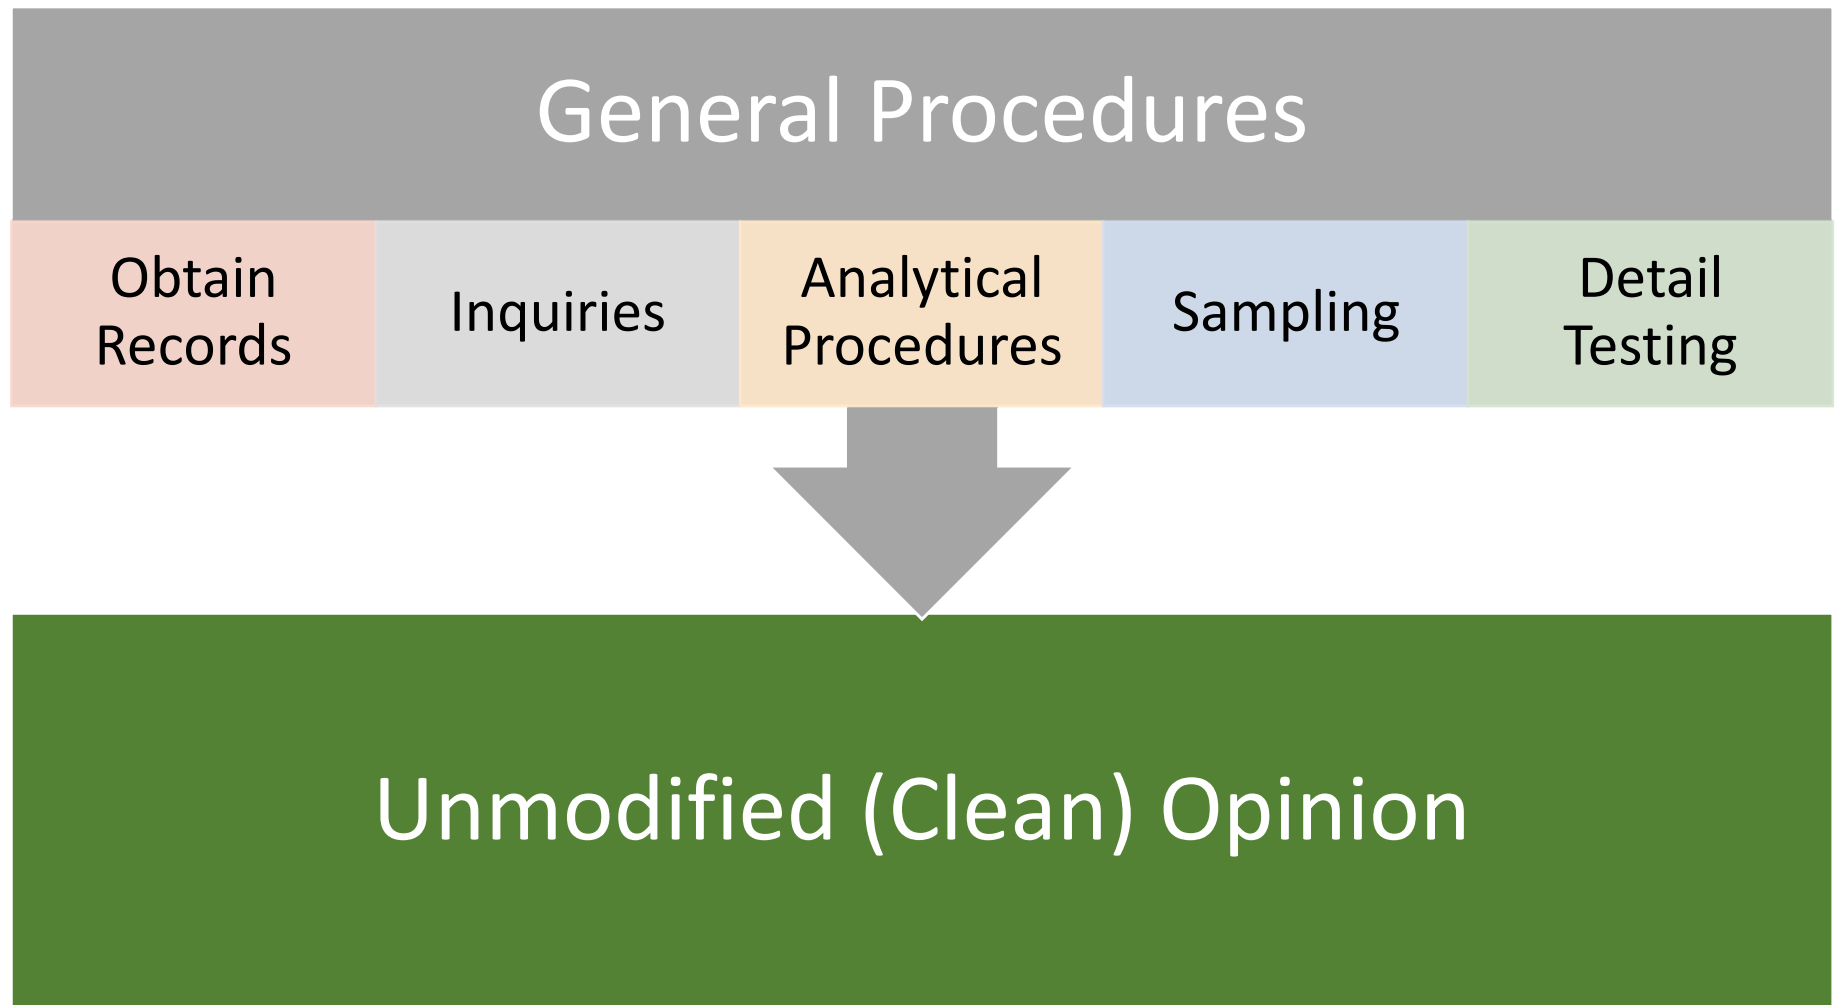 General Procedures
Obtain
Records
Inquiries
Analytical
Procedures
Sampling
Detail
Testing
Unmodified (Clean) Opinion